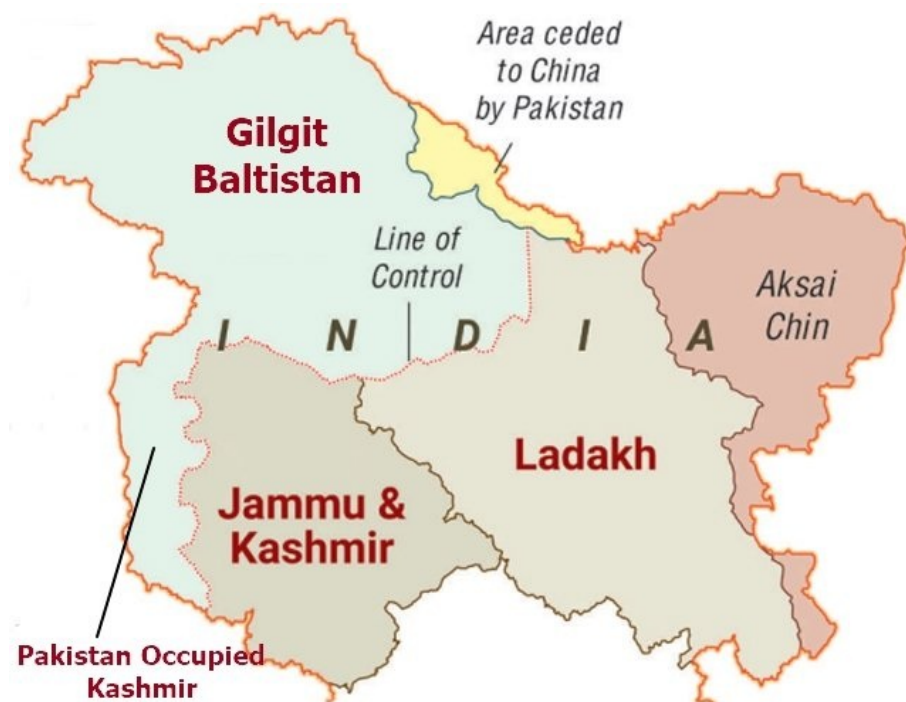 Area ceded
to China
by Pakistan
Gilgit
Baltistan
Line of
Control
Aksai
Chin
I N D I A
Ladakh
Jammu &
Kashmir
Pakistan Occupied
Kashmir